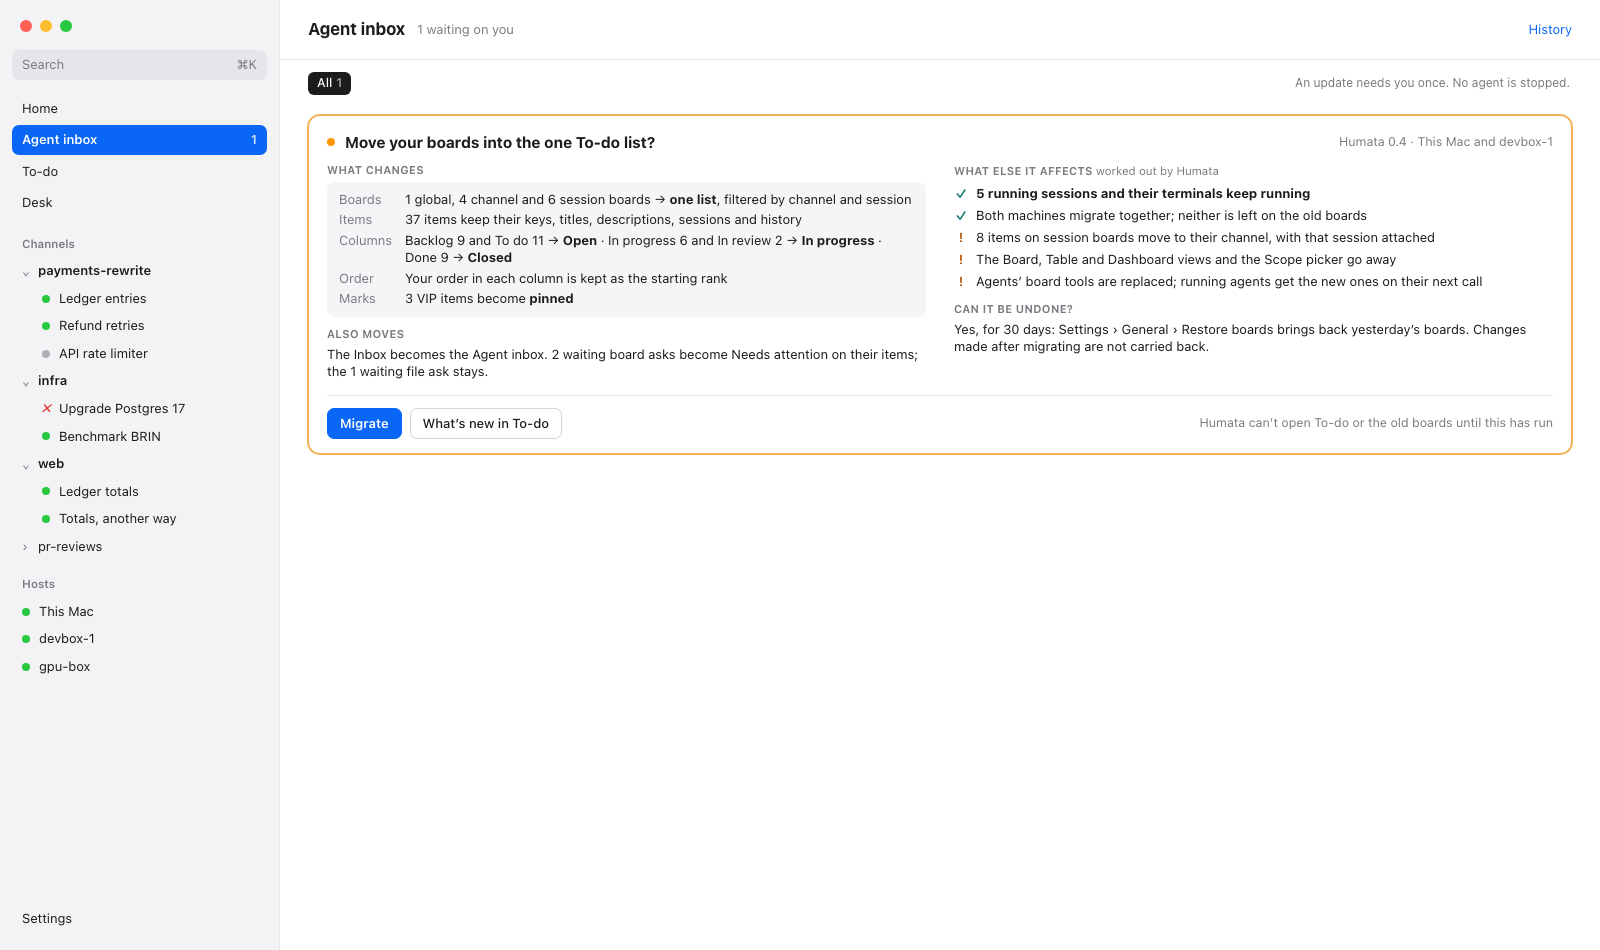 Search ⌘K
Home
Agent inbox 1
To-do
Desk
Channels
payments-rewrite
Ledger entries
Refund retries
API rate limiter
infra
Upgrade Postgres 17
Benchmark BRIN
web
Ledger totals
Totals, another way
pr-reviews
Hosts
This Mac
devbox-1
gpu-box
Settings
Agent inbox 1 waiting on you
History
All 1
An update needs you once. No agent is stopped.
Move your boards into the one To-do list?
Humata 0.4 · This Mac and devbox-1
WHAT CHANGES
Boards 1 global, 4 channel and 6 session boards → one list, filtered by channel and session
Items 37 items keep their keys, titles, descriptions, sessions and history
Columns Backlog 9 and To do 11 → Open · In progress 6 and In review 2 → In progress ·
Done 9 → Closed
Order Your order in each column is kept as the starting rank
Marks 3 VIP items become pinned
ALSO MOVES
The Inbox becomes the Agent inbox. 2 waiting board asks become Needs attention on their items;
the 1 waiting file ask stays.
WHAT ELSE IT AFFECTS worked out by Humata
✓ 5 running sessions and their terminals keep running
✓ Both machines migrate together; neither is left on the old boards
! 8 items on session boards move to their channel, with that session attached
! The Board, Table and Dashboard views and the Scope picker go away
! Agents’ board tools are replaced; running agents get the new ones on their next call
CAN IT BE UNDONE?
Yes, for 30 days: Settings › General › Restore boards brings back yesterday’s boards. Changes
made after migrating are not carried back.
Migrate
What’s new in To-do
Humata can’t open To-do or the old boards until this has run